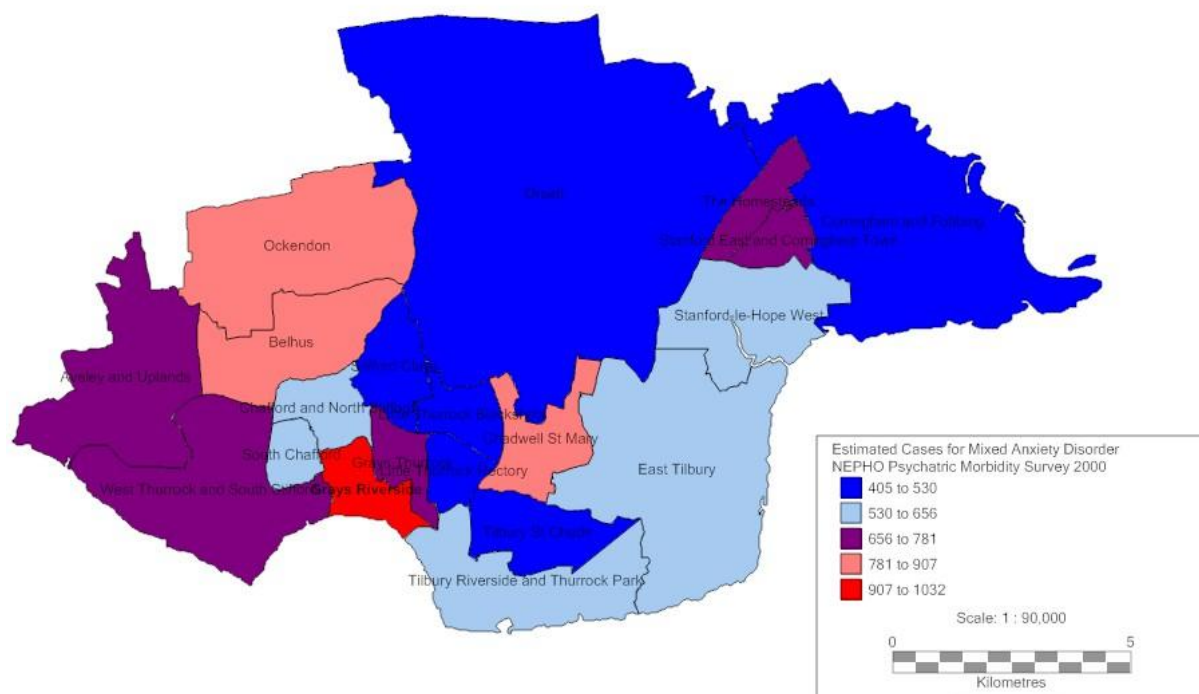 Orsett
The Homesteads
Corringham and Fobbing
Stanford East and Corringham Town
Ockendon
Stanford-le-Hope West
Belhus
Aveley and Uplands
Chafford and North Stifford
Little Thurrock Blackshots
Chadwell St Mary
South Chafford
Grays Thurrock
East Tilbury
Little Thurrock Rectory
West Thurrock and South Stifford
Grays Riverside
Tilbury St Chads
Tilbury Riverside and Thurrock Park
Estimated Cases for Mixed Anxiety Disorder
NEPHO Psychatric Morbidity Survey 2000
405 to 530
530 to 656
656 to 781
781 to 907
907 to 1032
Scale: 1 : 90,000
0 5
Kilometres